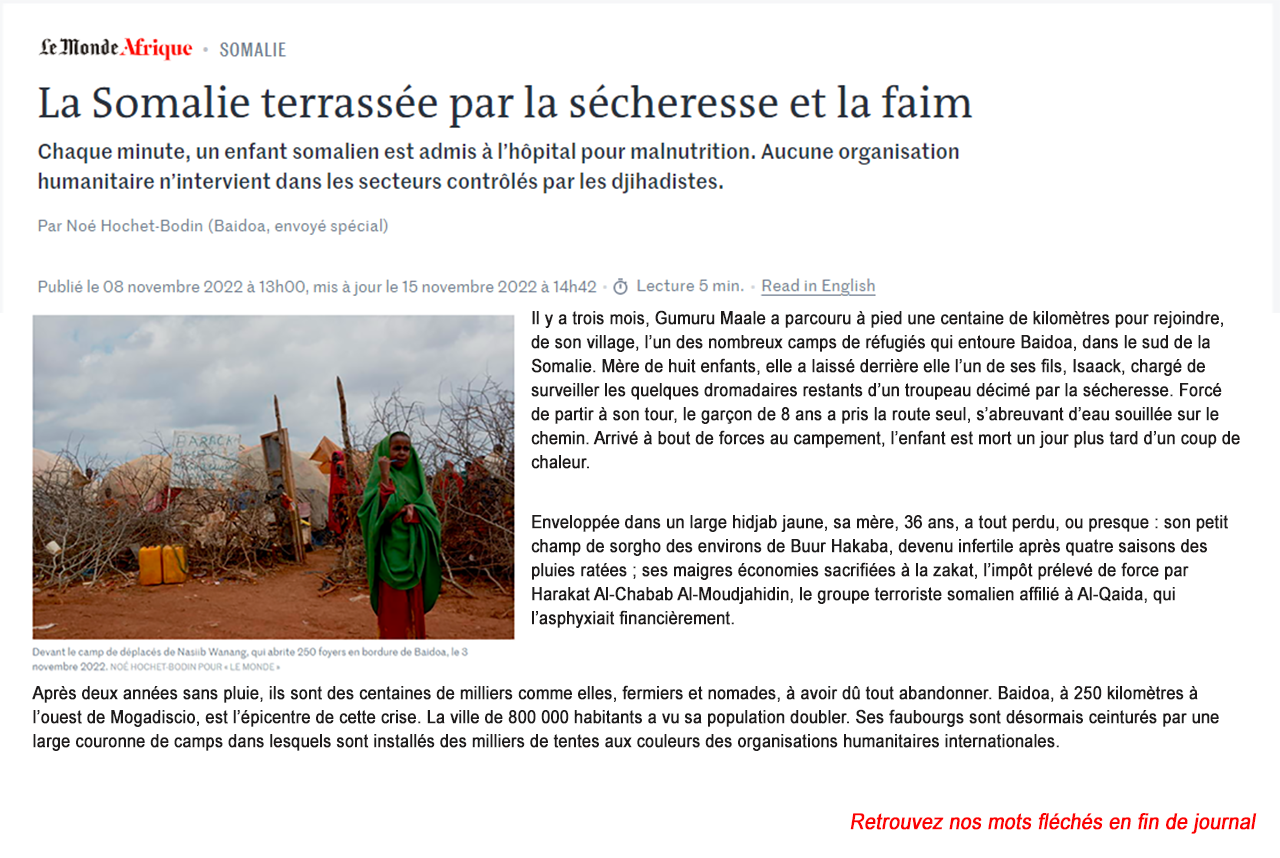 Le Monde Afrique • SOMALIE
La Somalie terrassée par la sécheresse et la faim
Chaque minute, un enfant somalien est admis à l’hôpital pour malnutrition. Aucune organisation
humanitaire n’intervient dans les secteurs contrôlés par les djihadistes.
Par Noé Hochet-Bodin (Baidoa, envoyé spécial)
Publié le 08 novembre 2022 à 13h00, mis à jour le 15 novembre 2022 à 14h42 • Lecture 5 min. • Read in English
Il y a trois mois, Gumuru Maale a parcouru à pied une centaine de kilomètres pour rejoindre,
de son village, l’un des nombreux camps de réfugiés qui entoure Baidoa, dans le sud de la
Somalie. Mère de huit enfants, elle a laissé derrière elle l’un de ses fils, Isaack, chargé de
surveiller les quelques dromadaires restants d’un troupeau décimé par la sécheresse. Forcé
de partir à son tour, le garçon de 8 ans a pris la route seul, s’abreuvant d’eau souillée sur le
chemin. Arrivé à bout de forces au campement, l’enfant est mort un jour plus tard d’un coup de
chaleur.
Enveloppée dans un large hidjab jaune, sa mère, 36 ans, a tout perdu, ou presque : son petit
champ de sorgho des environs de Buur Hakaba, devenu infertile après quatre saisons des
pluies ratées ; ses maigres économies sacrifiées à la zakat, l’impôt prélevé de force par
Harakat Al-Chabab Al-Moudjahidin, le groupe terroriste somalien affilié à Al-Qaida, qui
l’asphyxiait financièrement.
Devant le camp de déplacés de Nasiib Wanang, qui abrite 250 foyers en bordure de Baidoa, le 3
novembre 2022. NOÉ HOCHET-BODIN POUR « LE MONDE »
Après deux années sans pluie, ils sont des centaines de milliers comme elles, fermiers et nomades, à avoir dû tout abandonner. Baidoa, à 250 kilomètres à
l’ouest de Mogadiscio, est l’épicentre de cette crise. La ville de 800 000 habitants a vu sa population doubler. Ses faubourgs sont désormais ceinturés par une
large couronne de camps dans lesquels sont installés des milliers de tentes aux couleurs des organisations humanitaires internationales.
Retrouvez nos mots fléchés en fin de journal